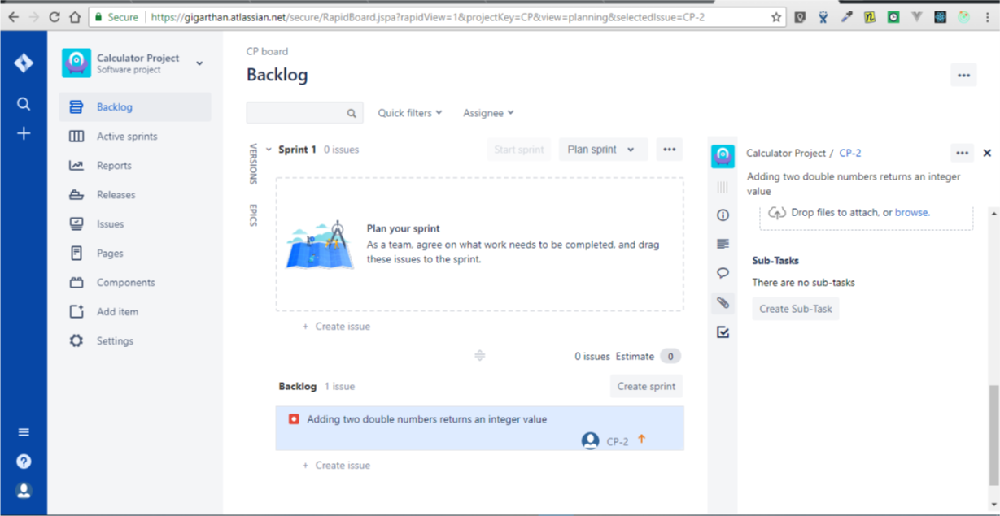 Secure
https://gigarthan.atlassian.net/secure/RapidBoard.jspa?rapidView=1&projectKey=CP&view=planning&selectedIssue=CP-2
Calculator Project
Software project
Backlog
Active sprints
Reports
Releases
Issues
Pages
Components
Add item
Settings
CP board
Backlog
Quick filters
Assignee
VERSIONS
EPICS
Sprint 1 0 issues
Start sprint
Plan sprint
Plan your sprint
As a team, agree on what work needs to be completed, and drag
these issues to the sprint.
+ Create issue
0 issues Estimate 0
Backlog 1 issue
Create sprint
Adding two double numbers returns an integer value
CP-2
+ Create issue
Calculator Project / CP-2
Adding two double numbers returns an integer
value
Drop files to attach, or browse.
Sub-Tasks
There are no sub-tasks
Create Sub-Task